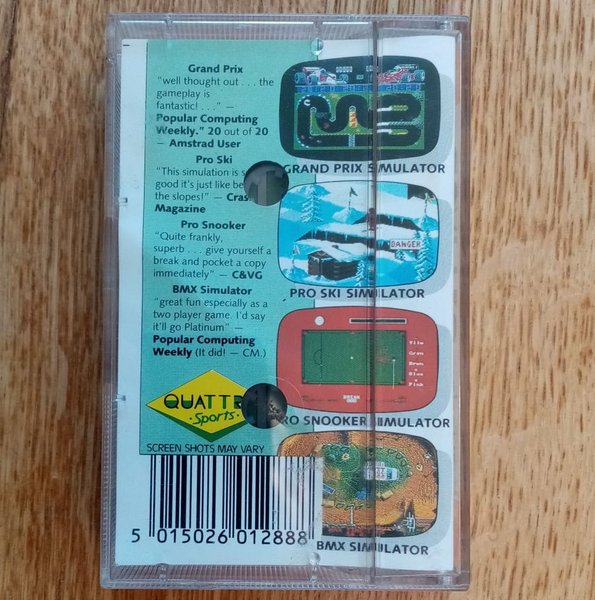 Grand Prix
"well thought out . . . the
gameplay is
fantastic! . . ." —
Popular Computing
Weekly." 20 out of 20
— Amstrad User
Pro Ski
"This simulation is
good it's just like
the slopes!" — Cras
Magazine
Pro Snooker
"Quite frankly,
superb . . . give yourself a
break and pocket a copy
immediately" — C&VG
BMX Simulator
"great fun especially as a
two player game. I'd say
it'll go Platinum" —
Popular Computing
Weekly (It did! — CM.)
QUATTR
Sports
SCREEN SHOTS MAY VARY
5 015026 012888
GRAND PRIX SIMULATOR
DANGER
PRO SKI SIMULATOR
BREAK
PRO SNOOKER SIMULATOR
BMX SIMULATOR